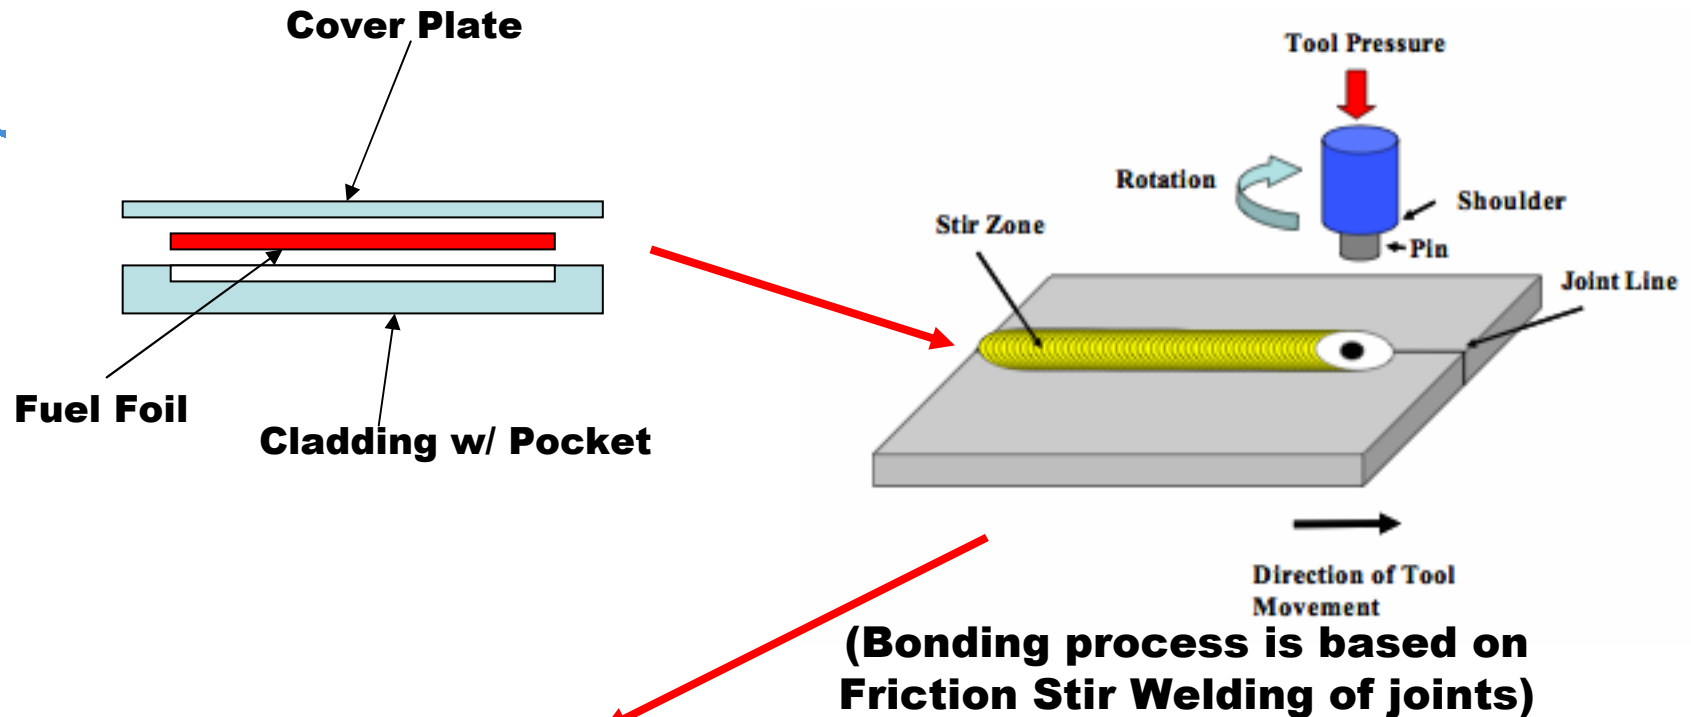 Cover Plate
Fuel Foil
Cladding w/ Pocket
Tool Pressure
Rotation
Shoulder
Pin
Stir Zone
Joint Line
Direction of Tool
Movement
(Bonding process is based on
Friction Stir Welding of joints)